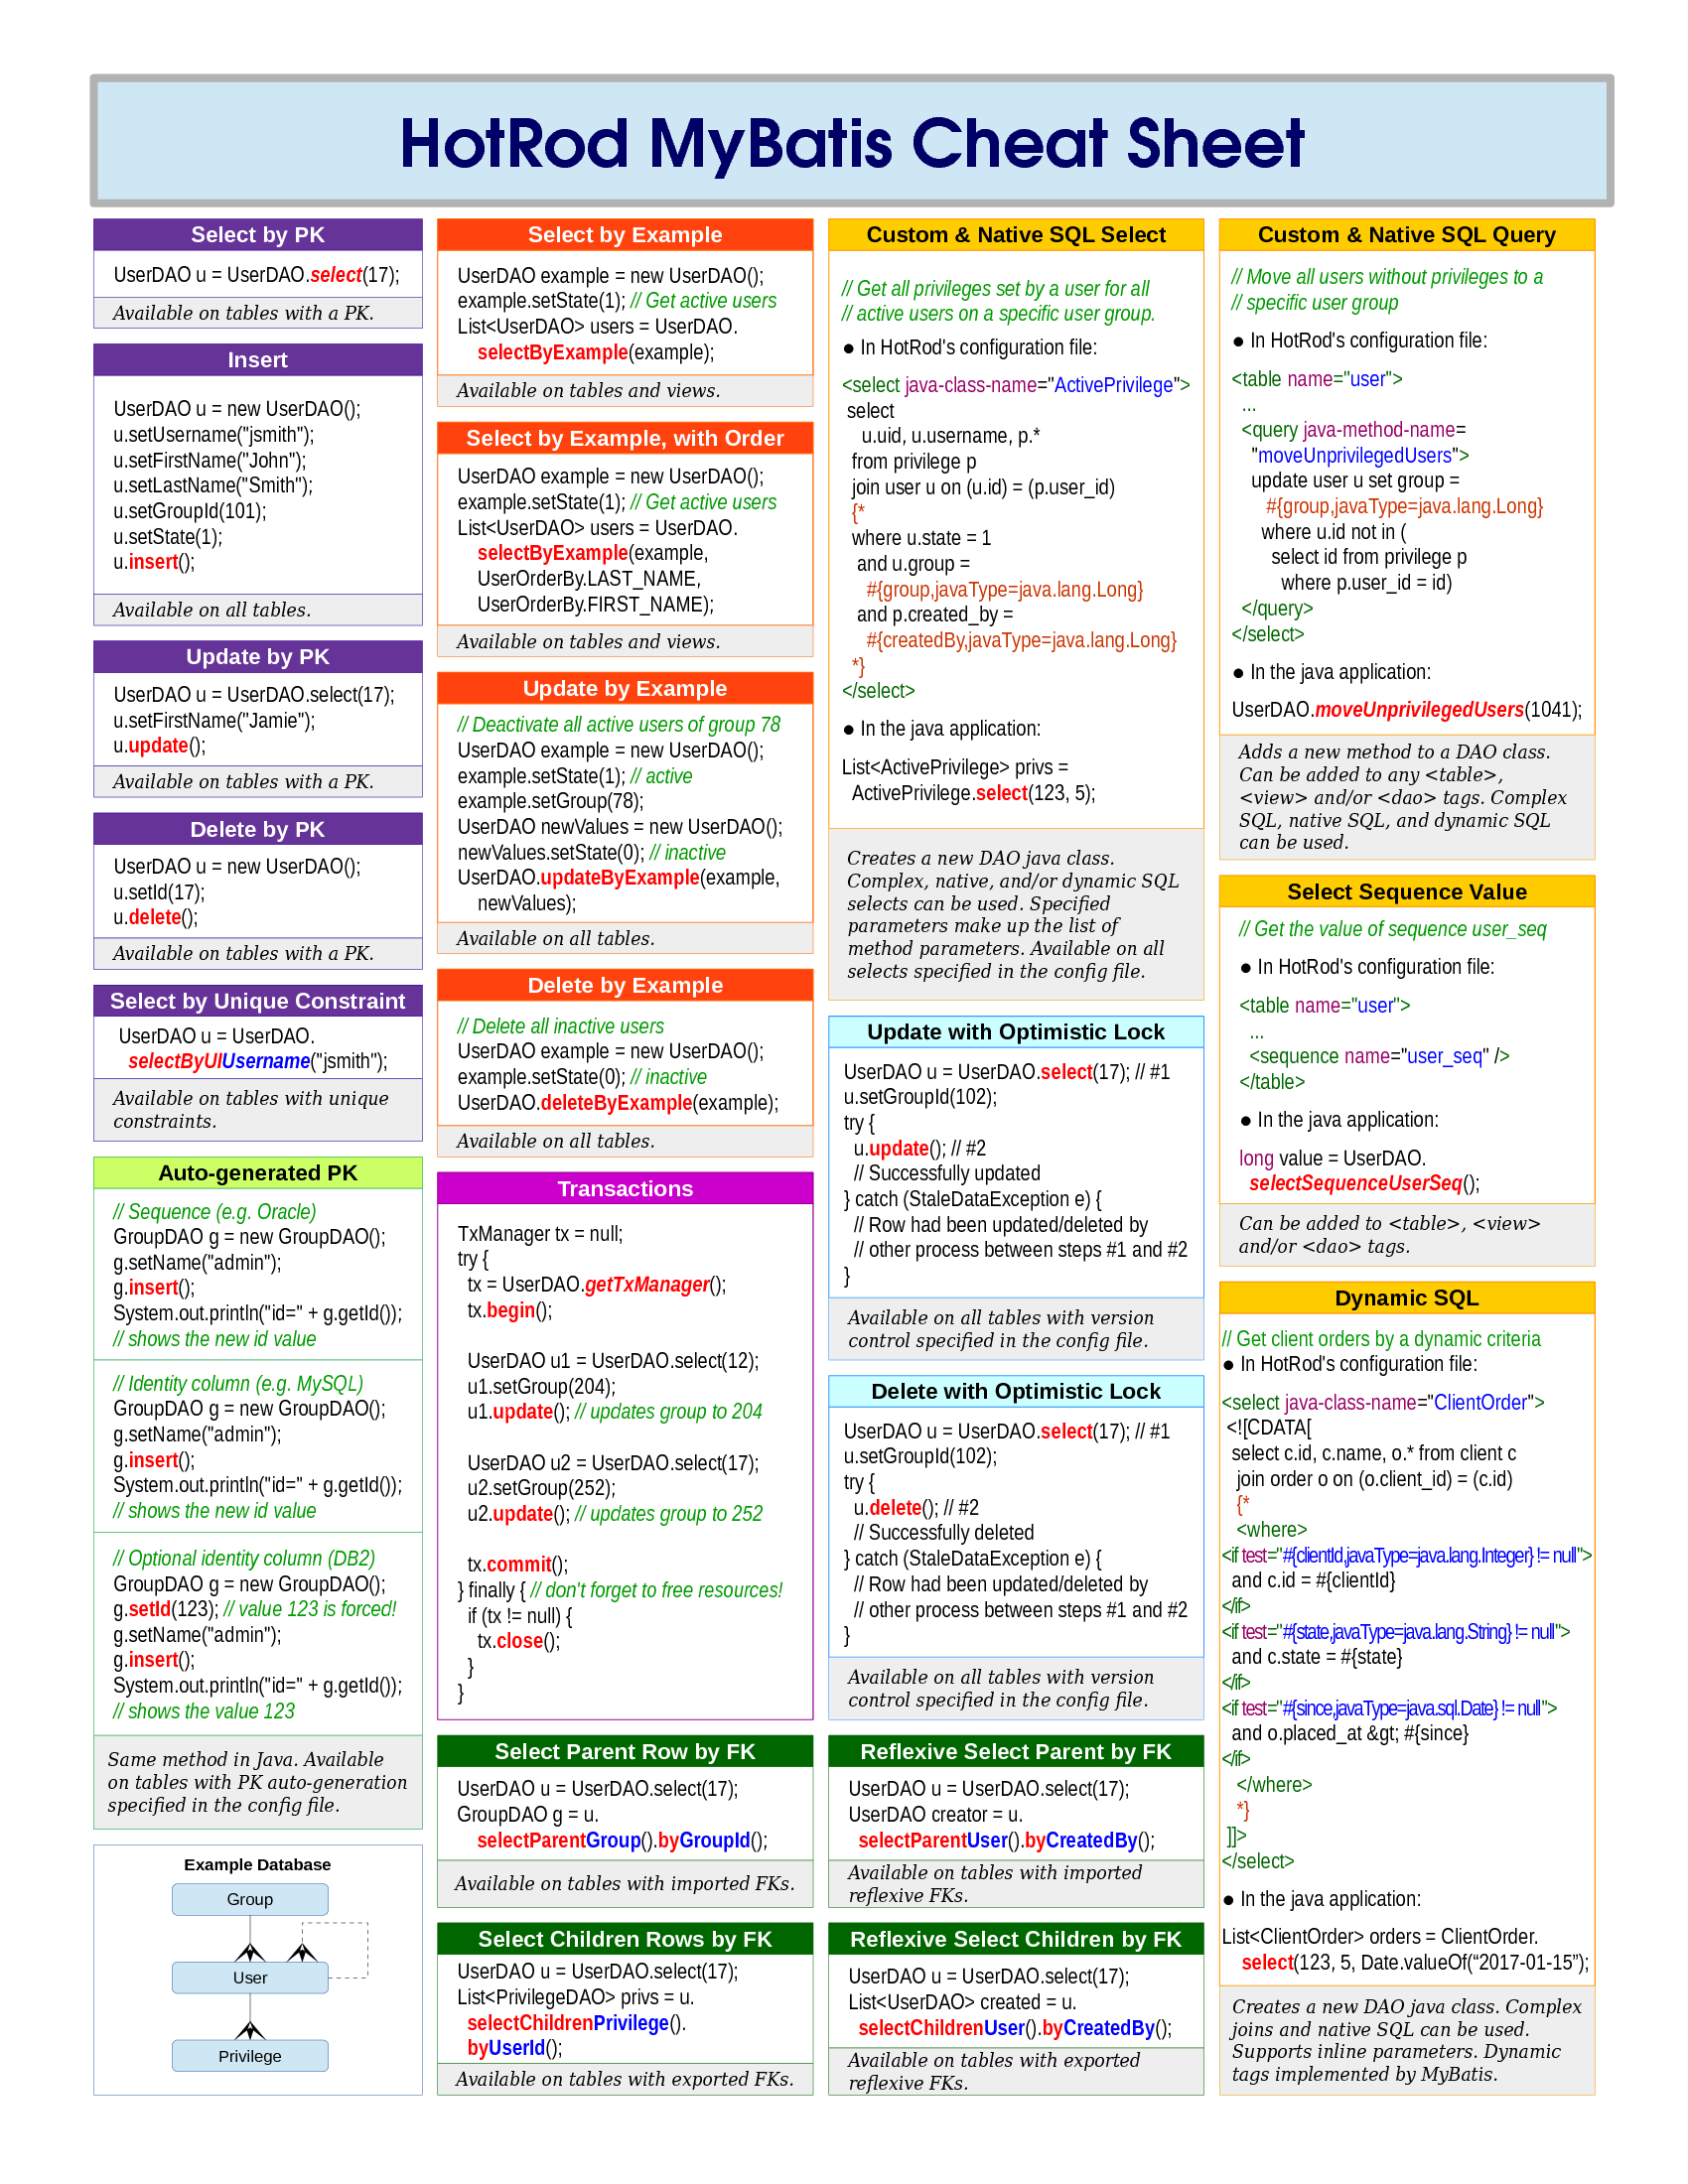 HotRod MyBatis Cheat Sheet
Select by PK
UserDAO u = UserDAO.select(17);
Available on tables with a PK.
Insert
UserDAO u = new UserDAO();
u.setUsername("jsmith");
u.setFirstName("John");
u.setLastName("Smith");
u.setGroupId(101);
u.setState(1);
u.insert();
Available on all tables.
Update by PK
UserDAO u = UserDAO.select(17);
u.setFirstName("Jamie");
u.update();
Available on tables with a PK.
Delete by PK
UserDAO u = new UserDAO();
u.setId(17);
u.delete();
Available on tables with a PK.
Select by Unique Constraint
UserDAO u = UserDAO.
selectByUIUsername("jsmith");
Available on tables with unique
constraints.
Auto-generated PK
// Sequence (e.g. Oracle)
GroupDAO g = new GroupDAO();
g.setName("admin");
g.insert();
System.out.println("id=" + g.getId());
// shows the new id value
// Identity column (e.g. MySQL)
GroupDAO g = new GroupDAO();
g.setName("admin");
g.insert();
System.out.println("id=" + g.getId());
// shows the new id value
// Optional identity column (DB2)
GroupDAO g = new GroupDAO();
g.setId(123); // value 123 is forced!
g.setName("admin");
g.insert();
System.out.println("id=" + g.getId());
// shows the value 123
Same method in Java. Available
on tables with PK auto-generation
specified in the config file.
Example Database
Group
User
Privilege
Select by Example
UserDAO example = new UserDAO();
example.setState(1); // Get active users
List<UserDAO> users = UserDAO.
selectByExample(example);
Available on tables and views.
Select by Example, with Order
UserDAO example = new UserDAO();
example.setState(1); // Get active users
List<UserDAO> users = UserDAO.
selectByExample(example,
UserOrderBy.LAST_NAME,
UserOrderBy.FIRST_NAME);
Available on tables and views.
Update by Example
// Deactivate all active users of group 78
UserDAO example = new UserDAO();
example.setState(1); // active
example.setGroup(78);
UserDAO newValues = new UserDAO();
newValues.setState(0); // inactive
UserDAO.updateByExample(example,
newValues);
Available on all tables.
Delete by Example
// Delete all inactive users
UserDAO example = new UserDAO();
example.setState(0); // inactive
UserDAO.deleteByExample(example);
Available on all tables.
Transactions
TxManager tx = null;
try {
tx = UserDAO.getTxManager();
tx.begin();
UserDAO u1 = UserDAO.select(12);
u1.setGroup(204);
u1.update(); // updates group to 204
UserDAO u2 = UserDAO.select(17);
u2.setGroup(252);
u2.update(); // updates group to 252
tx.commit();
} finally { // don't forget to free resources!
if (tx != null) {
tx.close();
}
}
Select Parent Row by FK
UserDAO u = UserDAO.select(17);
GroupDAO g = u.
selectParentGroup().byGroupId();
Available on tables with imported FKs.
Select Children Rows by FK
UserDAO u = UserDAO.select(17);
List<PrivilegeDAO> privs = u.
selectChildrenPrivilege().
byUserId();
Available on tables with exported FKs.
Custom & Native SQL Select
// Get all privileges set by a user for all
// active users on a specific user group.
● In HotRod's configuration file:
<select java-class-name="ActivePrivilege">
select
u.uid, u.username, p.*
from privilege p
join user u on (u.id) = (p.user_id)
{*
where u.state = 1
and u.group =
#{group,javaType=java.lang.Long}
and p.created_by =
#{createdBy,javaType=java.lang.Long}
*}
</select>
● In the java application:
List<ActivePrivilege> privs =
ActivePrivilege.select(123, 5);
Creates a new DAO java class.
Complex, native, and/or dynamic SQL
selects can be used. Specified
parameters make up the list of
method parameters. Available on all
selects specified in the config file.
Update with Optimistic Lock
UserDAO u = UserDAO.select(17); // #1
u.setGroupId(102);
try {
u.update(); // #2
// Successfully updated
} catch (StaleDataException e) {
// Row had been updated/deleted by
// other process between steps #1 and #2
}
Available on all tables with version
control specified in the config file.
Delete with Optimistic Lock
UserDAO u = UserDAO.select(17); // #1
u.setGroupId(102);
try {
u.delete(); // #2
// Successfully deleted
} catch (StaleDataException e) {
// Row had been updated/deleted by
// other process between steps #1 and #2
}
Available on all tables with version
control specified in the config file.
Reflexive Select Parent by FK
UserDAO u = UserDAO.select(17);
UserDAO creator = u.
selectParentUser().byCreatedBy();
Available on tables with imported
reflexive FKs.
Reflexive Select Children by FK
UserDAO u = UserDAO.select(17);
List<UserDAO> created = u.
selectChildrenUser().byCreatedBy();
Available on tables with exported
reflexive FKs.
Custom & Native SQL Query
// Move all users without privileges to a
// specific user group
● In HotRod's configuration file:
<table name="user">
...
<query java-method-name=
"moveUnprivilegedUsers">
update user u set group =
#{group,javaType=java.lang.Long}
where u.id not in (
select id from privilege p
where p.user_id = id)
</query>
</select>
● In the java application:
UserDAO.moveUnprivilegedUsers(1041);
Adds a new method to a DAO class.
Can be added to any <table>,
<view> and/or <dao> tags. Complex
SQL, native SQL, and dynamic SQL
can be used.
Select Sequence Value
// Get the value of sequence user_seq
● In HotRod's configuration file:
<table name="user">
...
<sequence name="user_seq" />
</table>
● In the java application:
long value = UserDAO.
selectSequenceUserSeq();
Can be added to <table>, <view>
and/or <dao> tags.
Dynamic SQL
// Get client orders by a dynamic criteria
● In HotRod's configuration file:
<select java-class-name="ClientOrder">
<![CDATA[
select c.id, c.name, o.* from client c
join order o on (o.client_id) = (c.id)
{*
<where>
<if test="#{clientId,javaType=java.lang.Integer} != null">
and c.id = #{clientId}
</if>
<if test="#{state,javaType=java.lang.String} != null">
and c.state = #{state}
</if>
<if test="#{since,javaType=java.sql.Date} != null">
and o.placed_at &gt; #{since}
</if>
</where>
*}
]]>
</select>
● In the java application:
List<ClientOrder> orders = ClientOrder.
select(123, 5, Date.valueOf(“2017-01-15”);
Creates a new DAO java class. Complex
joins and native SQL can be used.
Supports inline parameters. Dynamic
tags implemented by MyBatis.